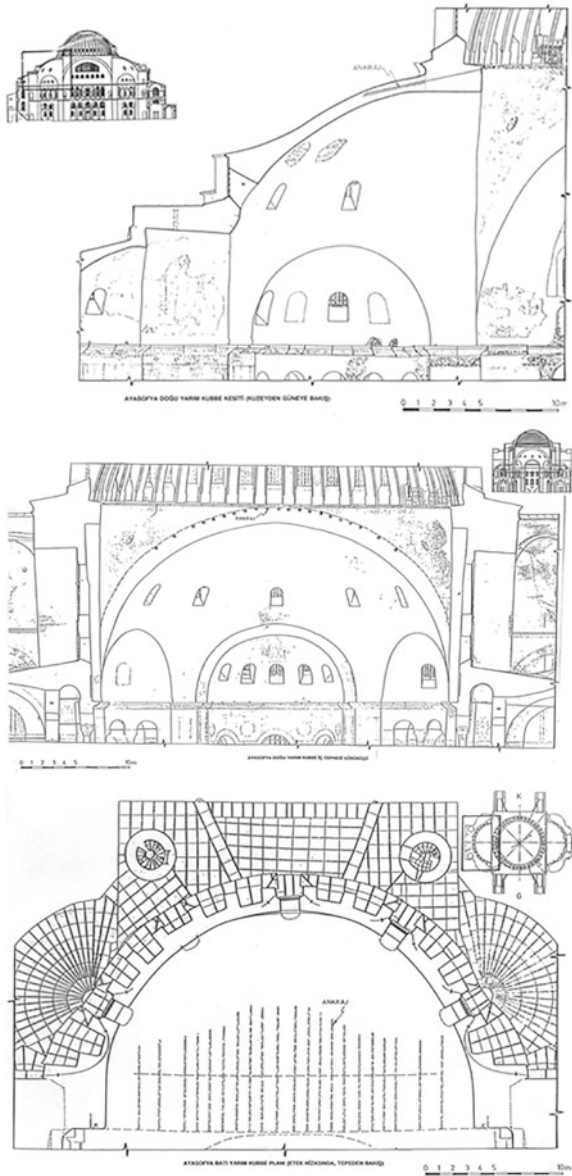 ANKRAJ
AYASOFYA DOĞU YARIM KUBBE KESİTİ (KUZEYDEN GÜNEYE BAKIŞ)
0 1 2 3 4 5 10m
ANKRAJ
AYASOFYA DOĞU YARIM KUBBE İÇ CEPHESİ GÖRÜNÜŞÜ
0 1 2 3 4 5 10m
K
G
ANKRAJ
AYASOFYA BATI YARIM KUBBE PLANI (ETEK HİZASINDA, TEPEDEN BAKIŞ)
0 1 2 3 4 5 10m